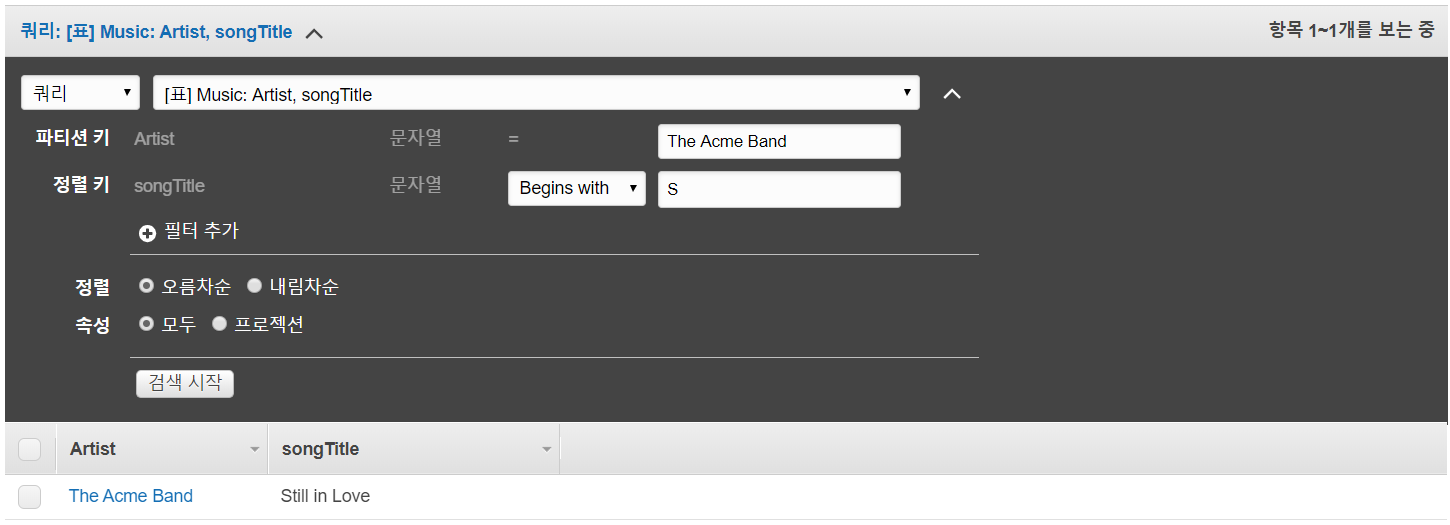 쿼리: [표] Music: Artist, songTitle 항목 1~1개를 보는 중
쿼리 [표] Music: Artist, songTitle
파티션 키 Artist 문자열 = The Acme Band
정렬 키 songTitle 문자열 Begins with S
필터 추가
정렬 오름차순 내림차순
속성 모두 프로젝션
검색 시작
Artist songTitle
The Acme Band Still in Love